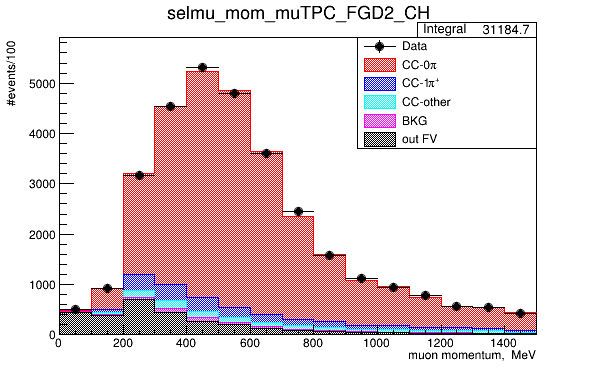 selmu_mom_muTPC_FGD2_CH
Integral 31184.7
#events/100
Data
CC-0π
CC-1π⁺
CC-other
BKG
out FV
5000
4000
3000
2000
1000
0
0 200 400 600 800 1000 1200 1400
muon momentum, MeV